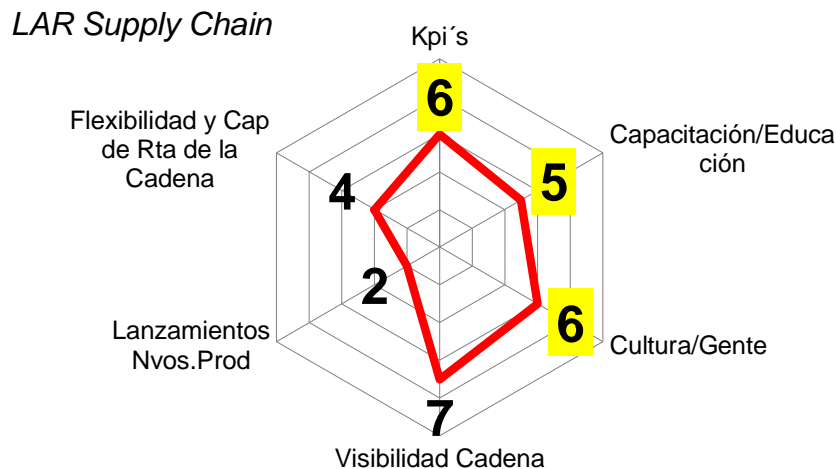 LAR Supply Chain
Kpi´s
6
Flexibilidad y Cap
de Rta de la
Cadena
Capacitación/Educa
ción
4
5
2
6
Lanzamientos
Nvos.Prod
Cultura/Gente
7
Visibilidad Cadena